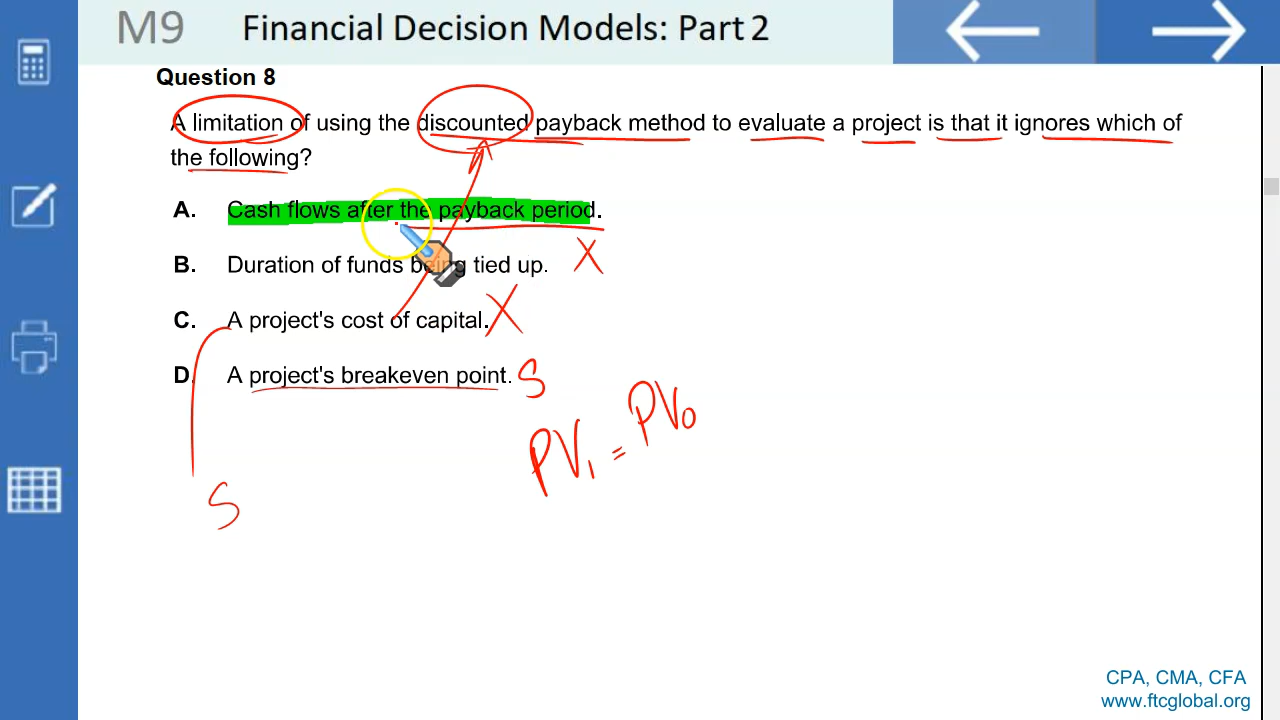 M9 Financial Decision Models: Part 2
Question 8
A limitation of using the discounted payback method to evaluate a project is that it ignores which of
the following?
A. Cash flows after the payback period.
B. Duration of funds being tied up. X
C. A project's cost of capital. X
D. A project's breakeven point. S
PV1 = PV0
S
CPA, CMA, CFA
www.ftcglobal.org